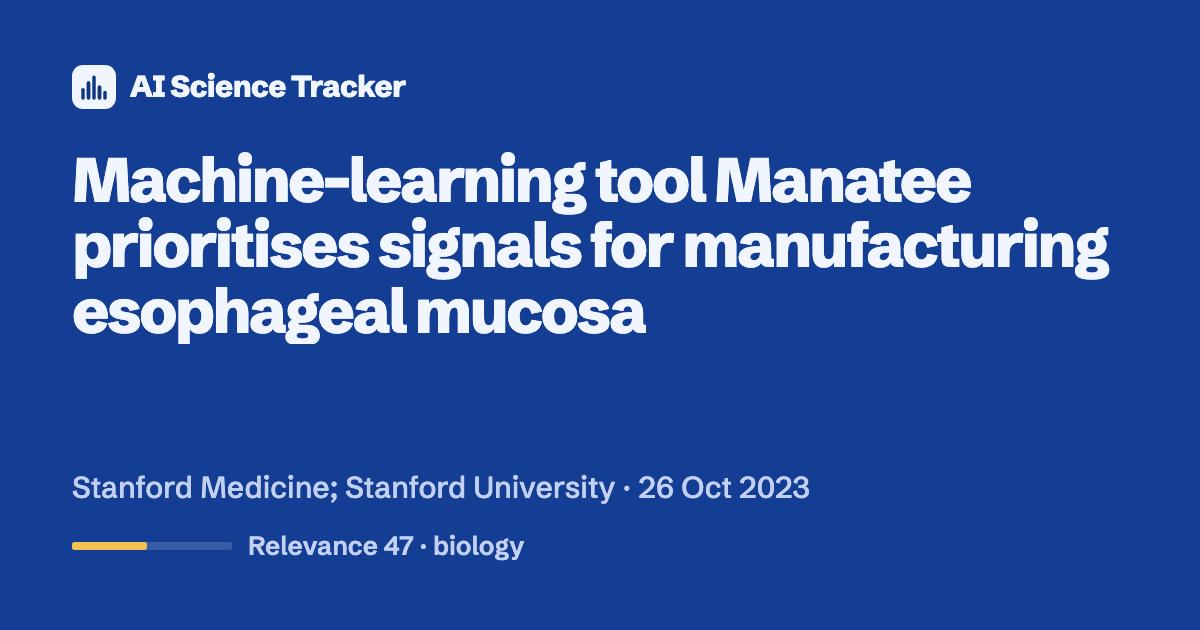 AI Science Tracker
Machine-learning tool Manatee
prioritises signals for manufacturing
esophageal mucosa
Stanford Medicine; Stanford University · 26 Oct 2023
Relevance 47 · biology